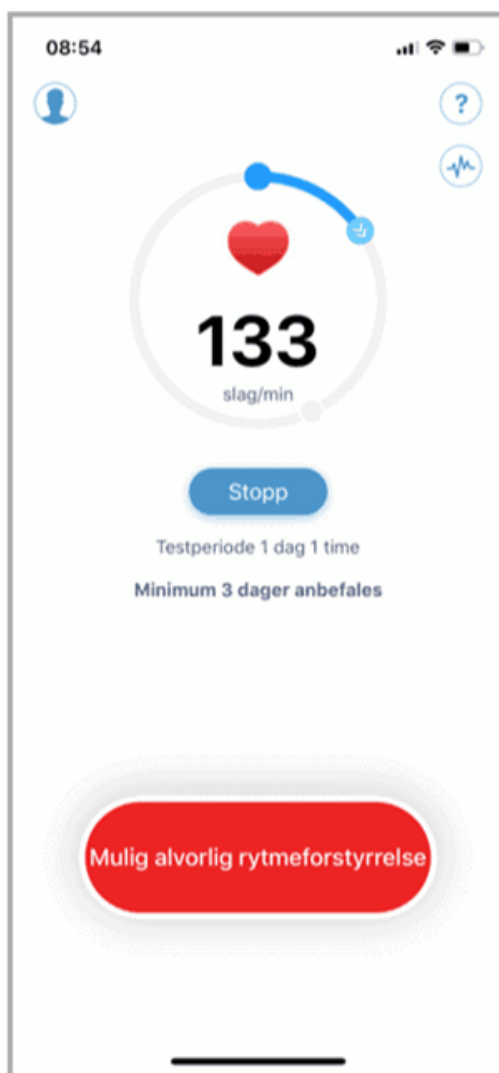 08:54
?
133
slag/min
Stopp
Testperiode 1 dag 1 time
Minimum 3 dager anbefales
Mulig alvorlig rytmeforstyrrelse